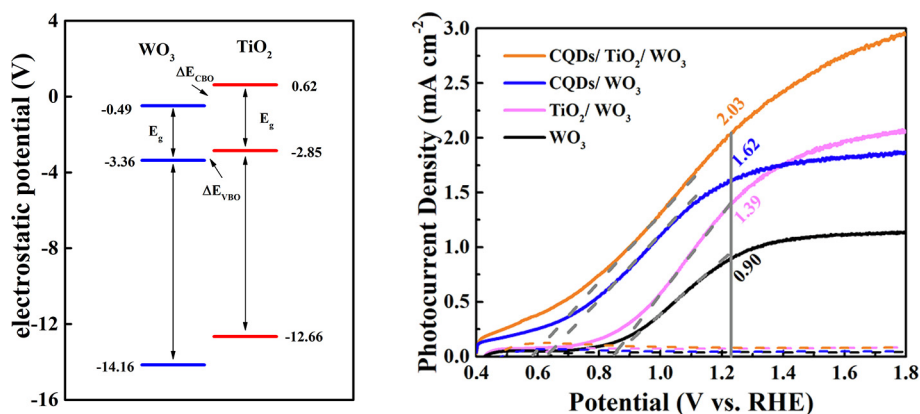 electrostatic potential (V)
4
0
-4
-8
-12
-16
WO₃
TiO₂
ΔE_CBO
0.62
-0.49
E_g
E_g
-3.36
-2.85
ΔE_VBO
-12.66
-14.16
Photocurrent Density (mA cm⁻²)
3.0
2.5
2.0
1.5
1.0
0.5
0.0
CQDs/ TiO₂/ WO₃
CQDs/ WO₃
TiO₂/ WO₃
WO₃
2.03
1.62
1.39
0.90
0.4 0.6 0.8 1.0 1.2 1.4 1.6 1.8
Potential (V vs. RHE)